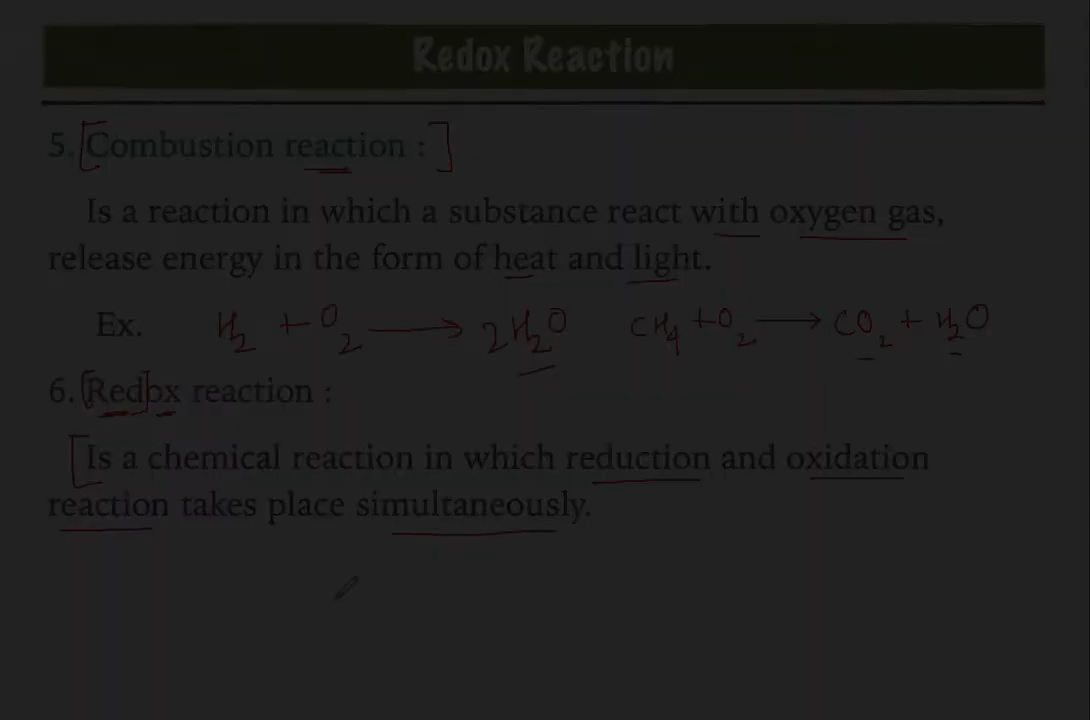 Redox Reaction
5. [Combustion reaction : ]
Is a reaction in which a substance react with oxygen gas,
release energy in the form of heat and light.
Ex. H₂ + O₂ ⟶ 2H₂O CH₄ + O₂ ⟶ CO₂ + H₂O
6. [Red]ox reaction :
[Is a chemical reaction in which reduction and oxidation
reaction takes place simultaneously.